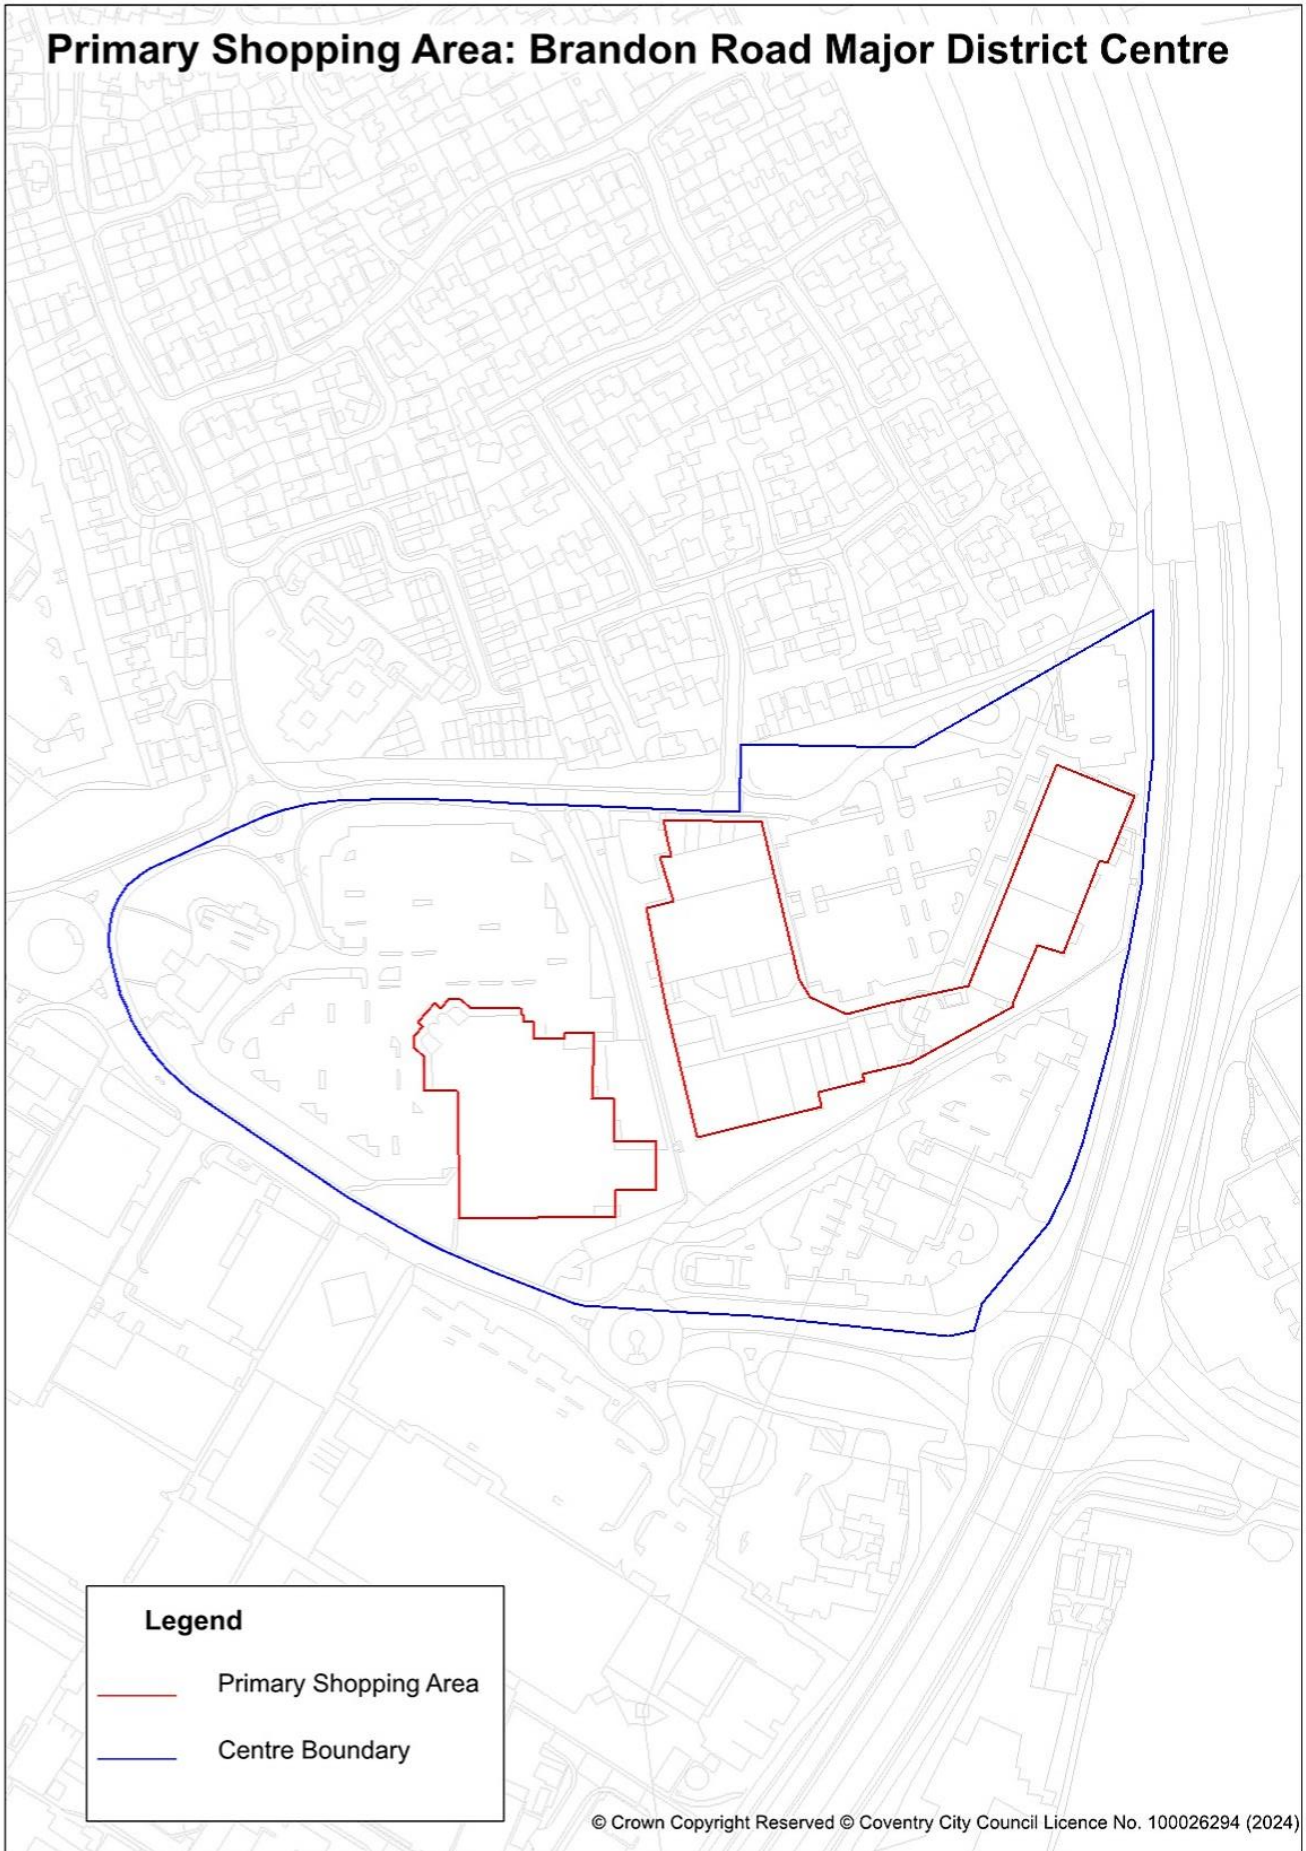 Primary Shopping Area: Brandon Road Major District Centre
Legend
Primary Shopping Area
Centre Boundary
© Crown Copyright Reserved © Coventry City Council Licence No. 100026294 (2024)